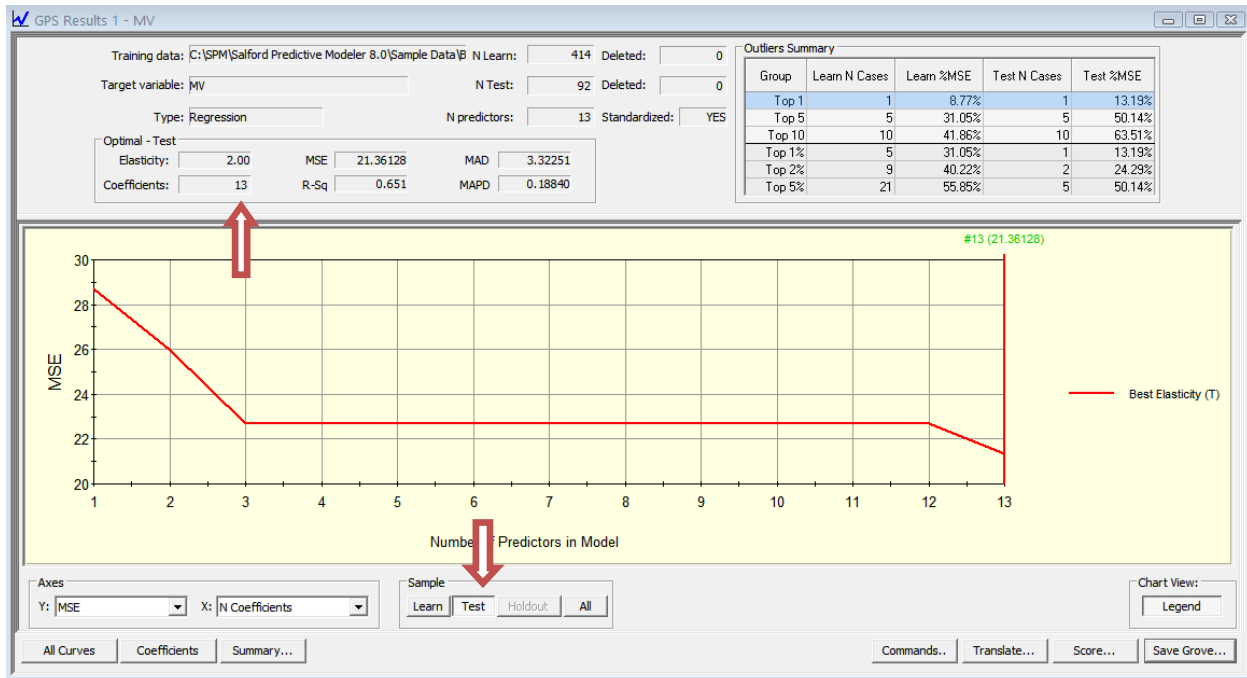 GPS Results 1 - MV
Training data: C:\SPM\Salford Predictive Modeler 8.0\Sample Data\B N Learn: 414 Deleted: 0
Target variable: MV N Test: 92 Deleted: 0
Type: Regression N predictors: 13 Standardized: YES
Optimal - Test
Elasticity: 2.00 MSE 21.36128 MAD 3.32251
Coefficients: 13 R-Sq 0.651 MAPD 0.18840
Outliers Summary
Group Learn N Cases Learn %MSE Test N Cases Test %MSE
Top 1 1 8.77% 1 13.19%
Top 5 5 31.05% 5 50.14%
Top 10 10 41.86% 10 63.51%
Top 1% 5 31.05% 1 13.19%
Top 2% 9 40.22% 2 24.29%
Top 5% 21 55.85% 5 50.14%
#13 (21.36128)
30
28
26
24
22
20
MSE
1 2 3 4 5 6 7 8 9 10 11 12 13
Number of Predictors in Model
Best Elasticity (T)
Axes
Y: MSE X: N Coefficients
Sample
Learn Test Holdout All
Chart View:
Legend
All Curves Coefficients Summary... Commands.. Translate... Score... Save Grove...